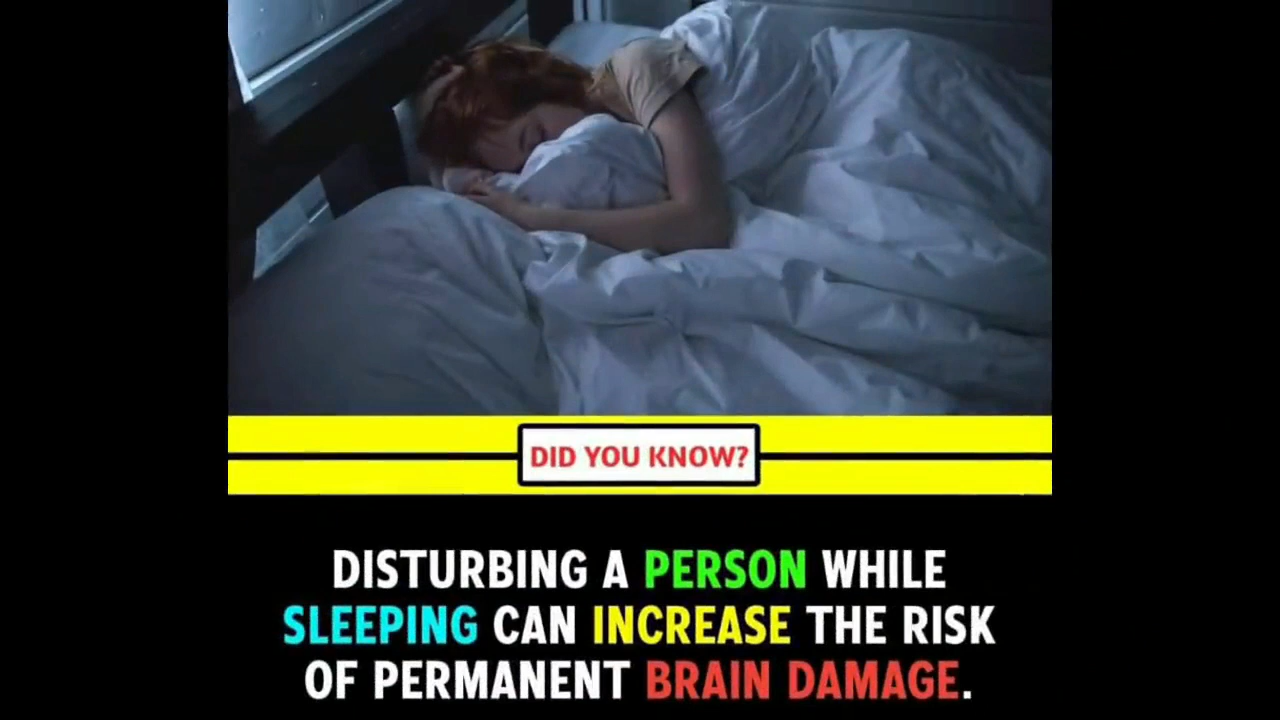 DID YOU KNOW?
DISTURBING A PERSON WHILE
SLEEPING CAN INCREASE THE RISK
OF PERMANENT BRAIN DAMAGE.